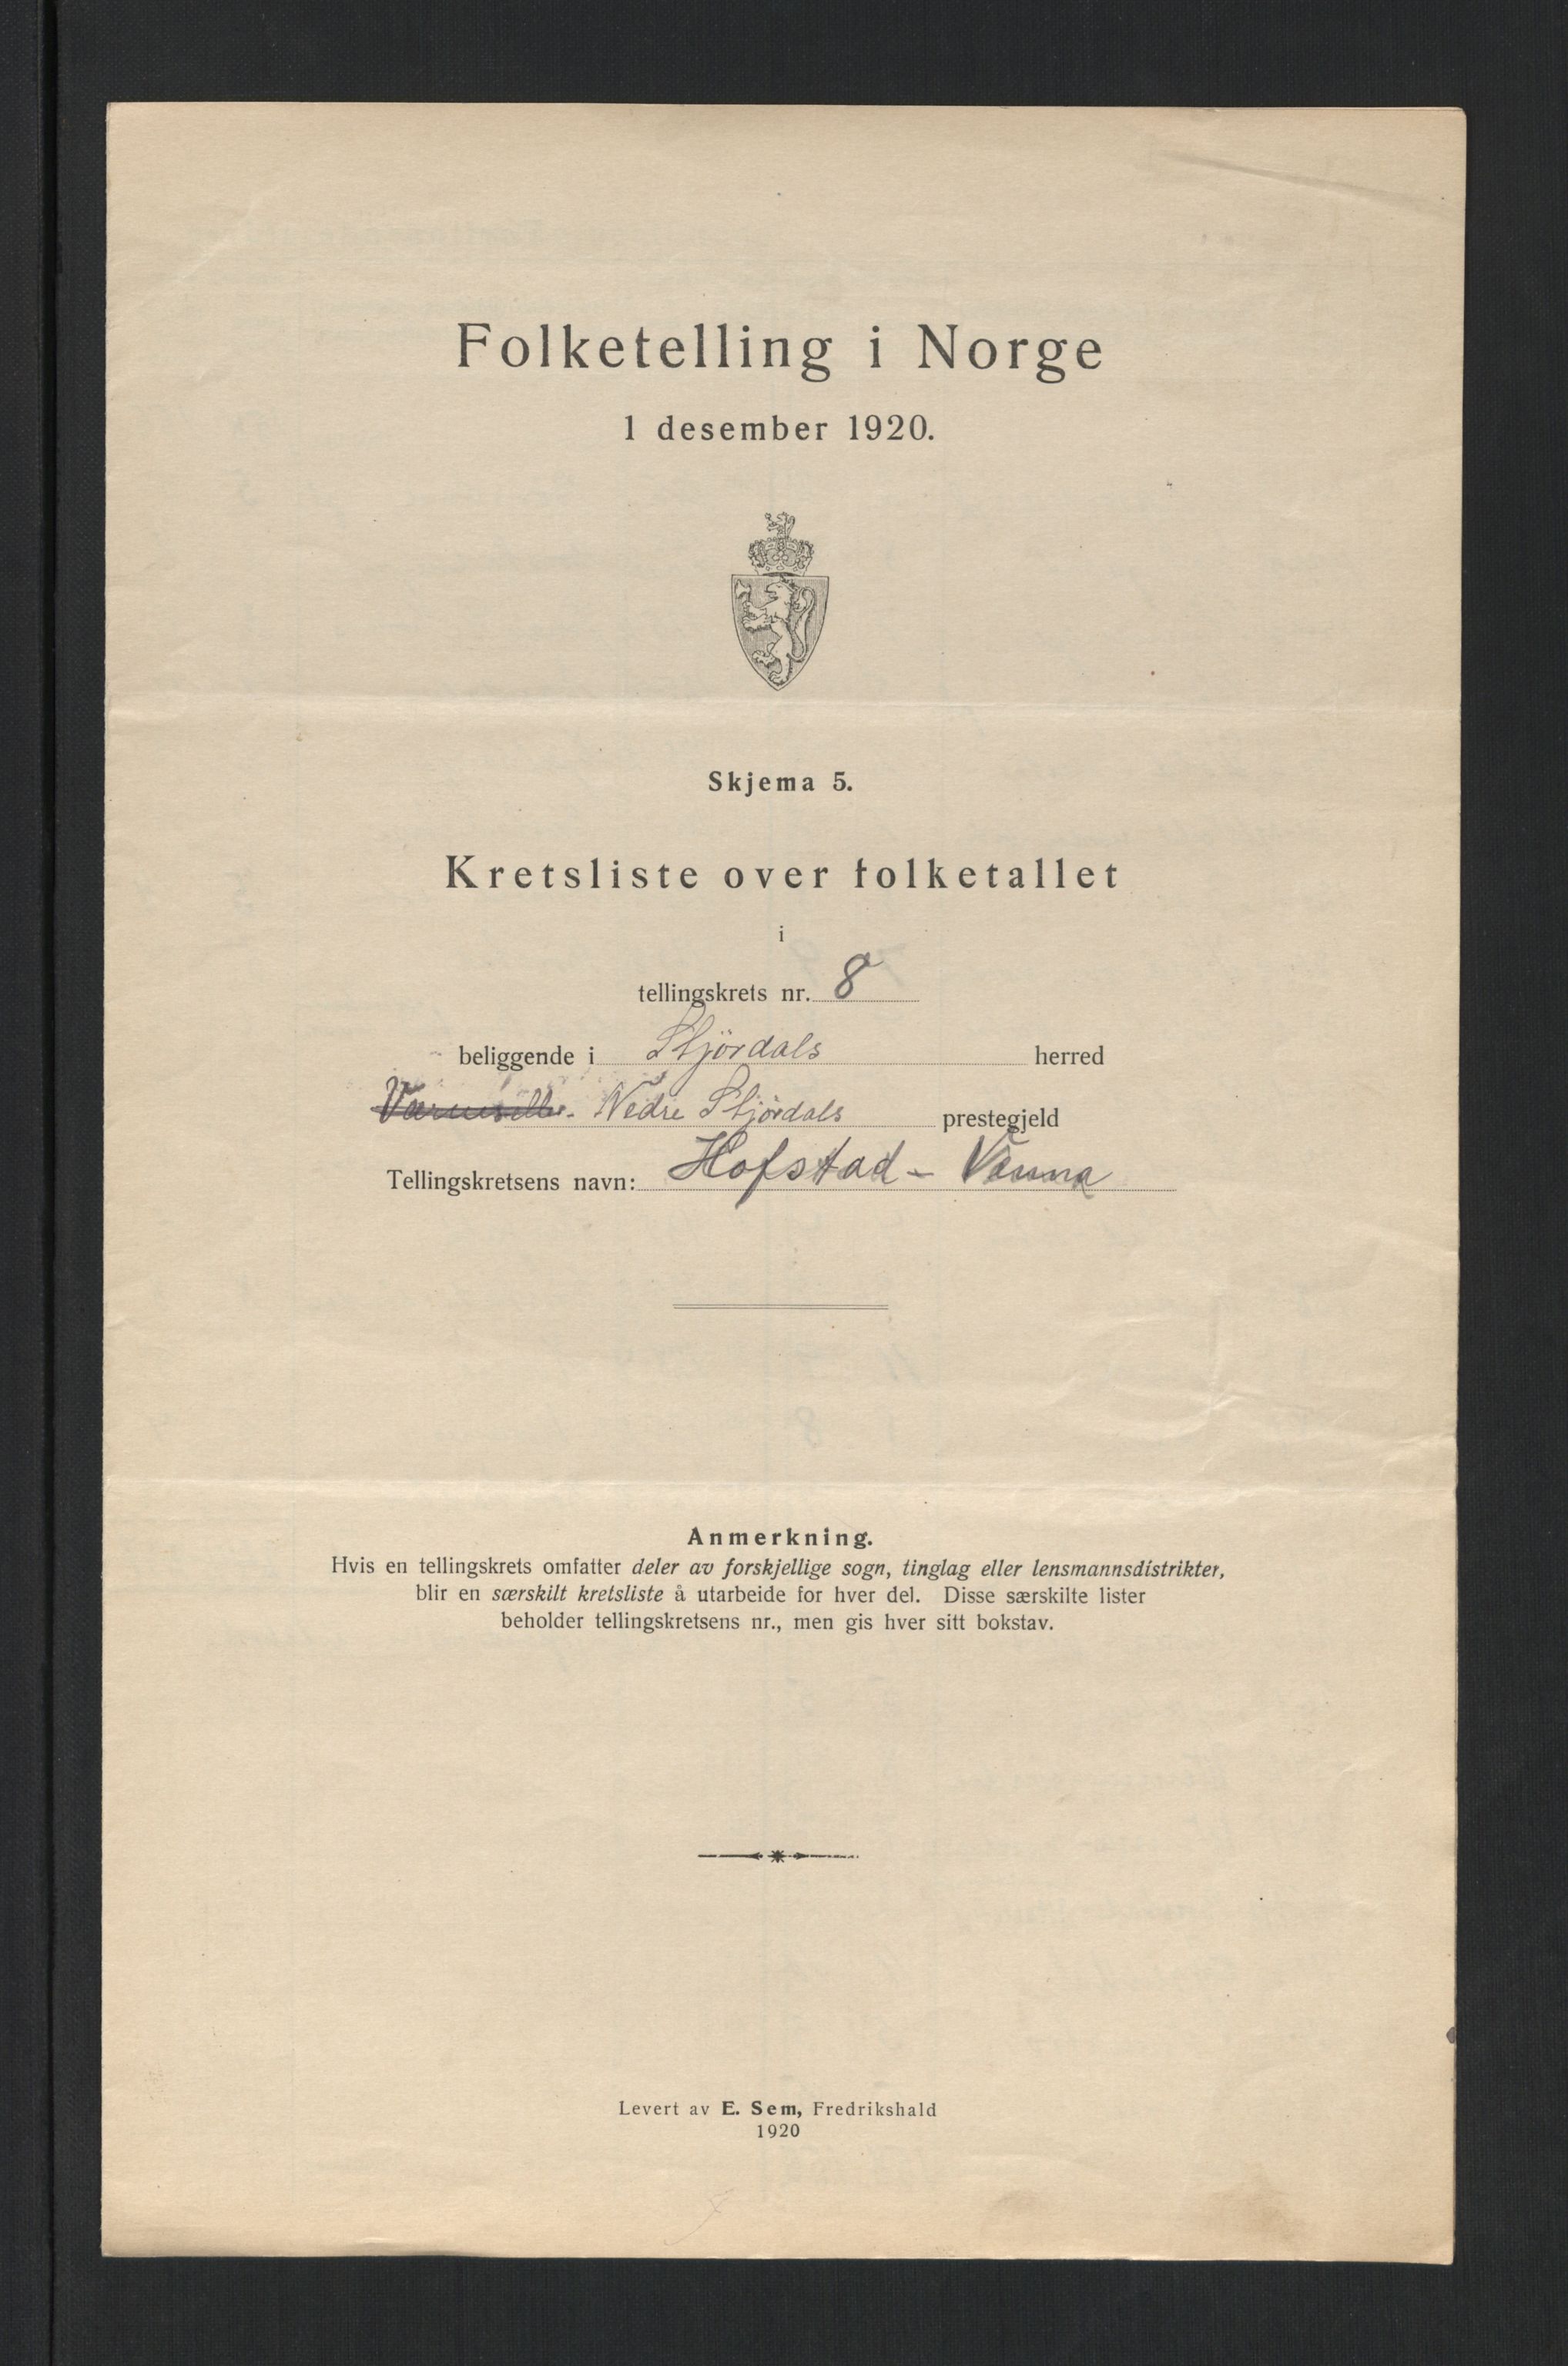 Folketelling i Norge
1 desember 1920.
Skjema 5.
Kretsliste over folketallet
i
tellingskrets nr. 8
beliggende i Stjördals herred
Nedre Stjördals prestegjeld
Tellingskretsens navn: Hofstad -
Anmerkning.
Hvis en tellingskrets omfatter deler av forskjellige sogn, tinglag eller lensmannsdistrikter,
blir en særskilt kretsliste å utarbeide for hver del. Disse særskilte lister
beholder tellingskretsens nr., men gis hver sitt bokstav.
Levert av E. Sem, Fredrikshald
1920